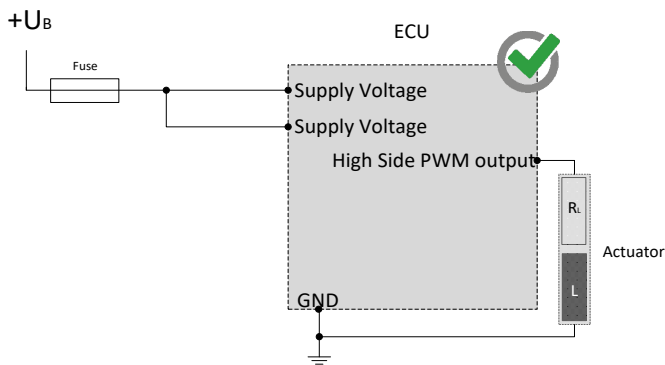 +UB
ECU
Fuse
Supply Voltage
Supply Voltage
High Side PWM output
RL
Actuator
L
GND